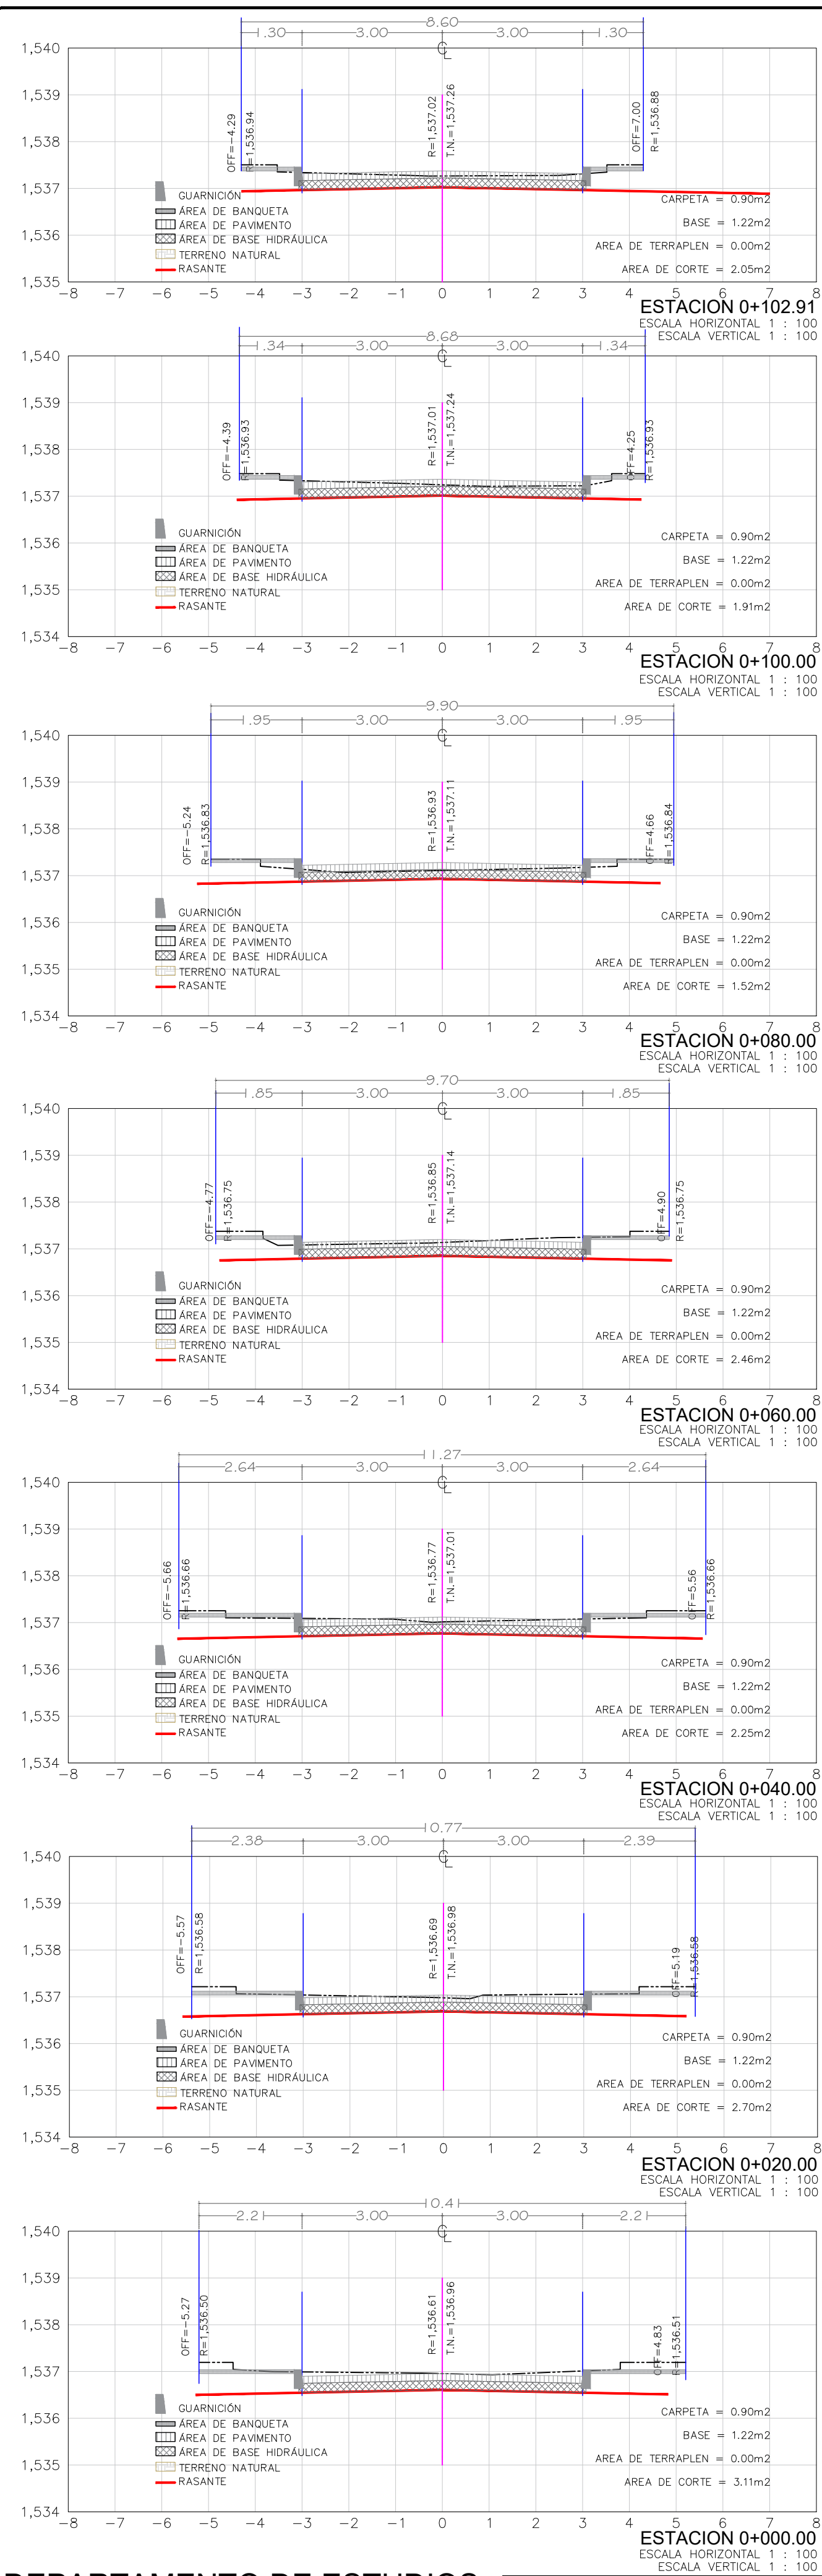 8.60
1.30 3.00 3.00 1.30
1,540
1,539
1,538
1,537
1,536
1,535
OFF=-4.29
R=1,536.94
R=1,537.02
T.N.=1,537.26
OFF=7.00
R=1,536.88
GUARNICIÓN
ÁREA DE BANQUETA
ÁREA DE PAVIMENTO
ÁREA DE BASE HIDRÁULICA
TERRENO NATURAL
RASANTE
CARPETA = 0.90m2
BASE = 1.22m2
AREA DE TERRAPLEN = 0.00m2
AREA DE CORTE = 2.05m2
-8 -7 -6 -5 -4 -3 -2 -1 0 1 2 3 4 5 6 7 8
ESTACION 0+102.91
ESCALA HORIZONTAL 1 : 100
ESCALA VERTICAL 1 : 100
8.68
1.34 3.00 3.00 1.34
1,540
1,539
1,538
1,537
1,536
1,535
1,534
OFF=-4.39
R=1,536.93
R=1,537.01
T.N.=1,537.24
OFF=4.25
R=1,536.93
GUARNICIÓN
ÁREA DE BANQUETA
ÁREA DE PAVIMENTO
ÁREA DE BASE HIDRÁULICA
TERRENO NATURAL
RASANTE
CARPETA = 0.90m2
BASE = 1.22m2
AREA DE TERRAPLEN = 0.00m2
AREA DE CORTE = 1.91m2
-8 -7 -6 -5 -4 -3 -2 -1 0 1 2 3 4 5 6 7 8
ESTACION 0+100.00
ESCALA HORIZONTAL 1 : 100
ESCALA VERTICAL 1 : 100
9.90
1.95 3.00 3.00 1.95
1,540
1,539
1,538
1,537
1,536
1,535
1,534
OFF=-5.24
R=1,536.83
R=1,536.93
T.N.=1,537.11
OFF=4.66
R=1,536.84
GUARNICIÓN
ÁREA DE BANQUETA
ÁREA DE PAVIMENTO
ÁREA DE BASE HIDRÁULICA
TERRENO NATURAL
RASANTE
CARPETA = 0.90m2
BASE = 1.22m2
AREA DE TERRAPLEN = 0.00m2
AREA DE CORTE = 1.52m2
-8 -7 -6 -5 -4 -3 -2 -1 0 1 2 3 4 5 6 7 8
ESTACION 0+080.00
ESCALA HORIZONTAL 1 : 100
ESCALA VERTICAL 1 : 100
9.70
1.85 3.00 3.00 1.85
1,540
1,539
1,538
1,537
1,536
1,535
1,534
OFF=-4.77
R=1,536.75
R=1,536.85
T.N.=1,537.14
OFF=4.90
R=1,536.75
GUARNICIÓN
ÁREA DE BANQUETA
ÁREA DE PAVIMENTO
ÁREA DE BASE HIDRÁULICA
TERRENO NATURAL
RASANTE
CARPETA = 0.90m2
BASE = 1.22m2
AREA DE TERRAPLEN = 0.00m2
AREA DE CORTE = 2.46m2
-8 -7 -6 -5 -4 -3 -2 -1 0 1 2 3 4 5 6 7 8
ESTACION 0+060.00
ESCALA HORIZONTAL 1 : 100
ESCALA VERTICAL 1 : 100
11.27
2.64 3.00 3.00 2.64
1,540
1,539
1,538
1,537
1,536
1,535
1,534
OFF=-5.66
R=1,536.66
R=1,536.77
T.N.=1,537.01
OFF=5.56
R=1,536.66
GUARNICIÓN
ÁREA DE BANQUETA
ÁREA DE PAVIMENTO
ÁREA DE BASE HIDRÁULICA
TERRENO NATURAL
RASANTE
CARPETA = 0.90m2
BASE = 1.22m2
AREA DE TERRAPLEN = 0.00m2
AREA DE CORTE = 2.25m2
-8 -7 -6 -5 -4 -3 -2 -1 0 1 2 3 4 5 6 7 8
ESTACION 0+040.00
ESCALA HORIZONTAL 1 : 100
ESCALA VERTICAL 1 : 100
10.77
2.38 3.00 3.00 2.39
1,540
1,539
1,538
1,537
1,536
1,535
1,534
OFF=-5.57
R=1,536.58
R=1,536.69
T.N.=1,536.98
OFF=5.19
R=1,536.58
GUARNICIÓN
ÁREA DE BANQUETA
ÁREA DE PAVIMENTO
ÁREA DE BASE HIDRÁULICA
TERRENO NATURAL
RASANTE
CARPETA = 0.90m2
BASE = 1.22m2
AREA DE TERRAPLEN = 0.00m2
AREA DE CORTE = 2.70m2
-8 -7 -6 -5 -4 -3 -2 -1 0 1 2 3 4 5 6 7 8
ESTACION 0+020.00
ESCALA HORIZONTAL 1 : 100
ESCALA VERTICAL 1 : 100
10.41
2.21 3.00 3.00 2.21
1,540
1,539
1,538
1,537
1,536
1,535
1,534
OFF=-5.27
R=1,536.50
R=1,536.61
T.N.=1,536.96
OFF=4.83
R=1,536.51
GUARNICIÓN
ÁREA DE BANQUETA
ÁREA DE PAVIMENTO
ÁREA DE BASE HIDRÁULICA
TERRENO NATURAL
RASANTE
CARPETA = 0.90m2
BASE = 1.22m2
AREA DE TERRAPLEN = 0.00m2
AREA DE CORTE = 3.11m2
-8 -7 -6 -5 -4 -3 -2 -1 0 1 2 3 4 5 6 7 8
ESTACION 0+000.00
ESCALA HORIZONTAL 1 : 100
ESCALA VERTICAL 1 : 100
DEPARTAMENTO DE ESTUDIOS